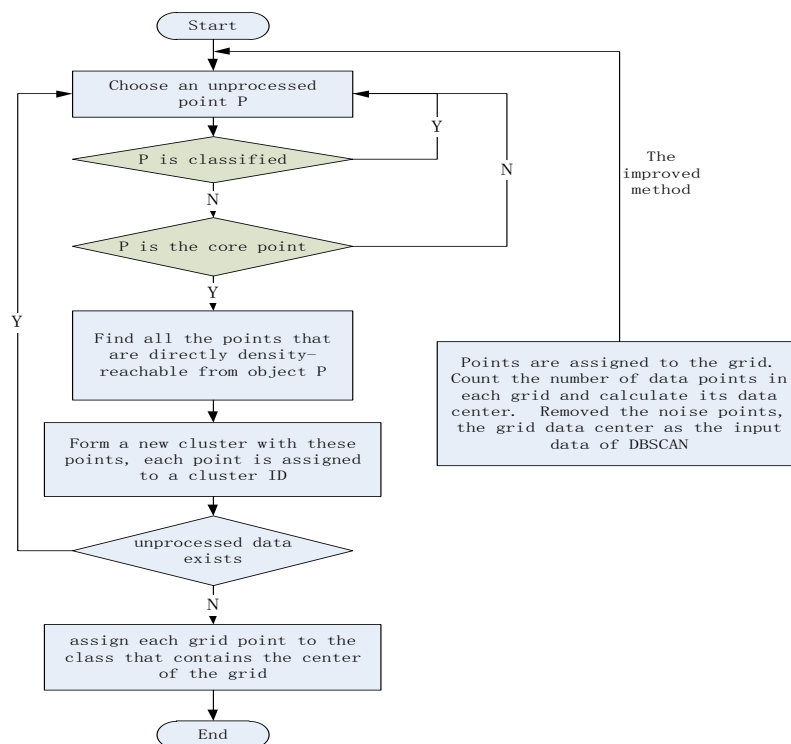 Start
Choose an unprocessed
point P
P is classified
Y
N
P is the core point
N
Y
Find all the points that
are directly density-
reachable from object P
Form a new cluster with these
points, each point is assigned
to a cluster ID
unprocessed data
exists
Y
N
assign each grid point to the
class that contains the center
of the grid
End
The
improved
method
Points are assigned to the grid.
Count the number of data points in
each grid and calculate its data
center. Removed the noise points,
the grid data center as the input
data of DBSCAN